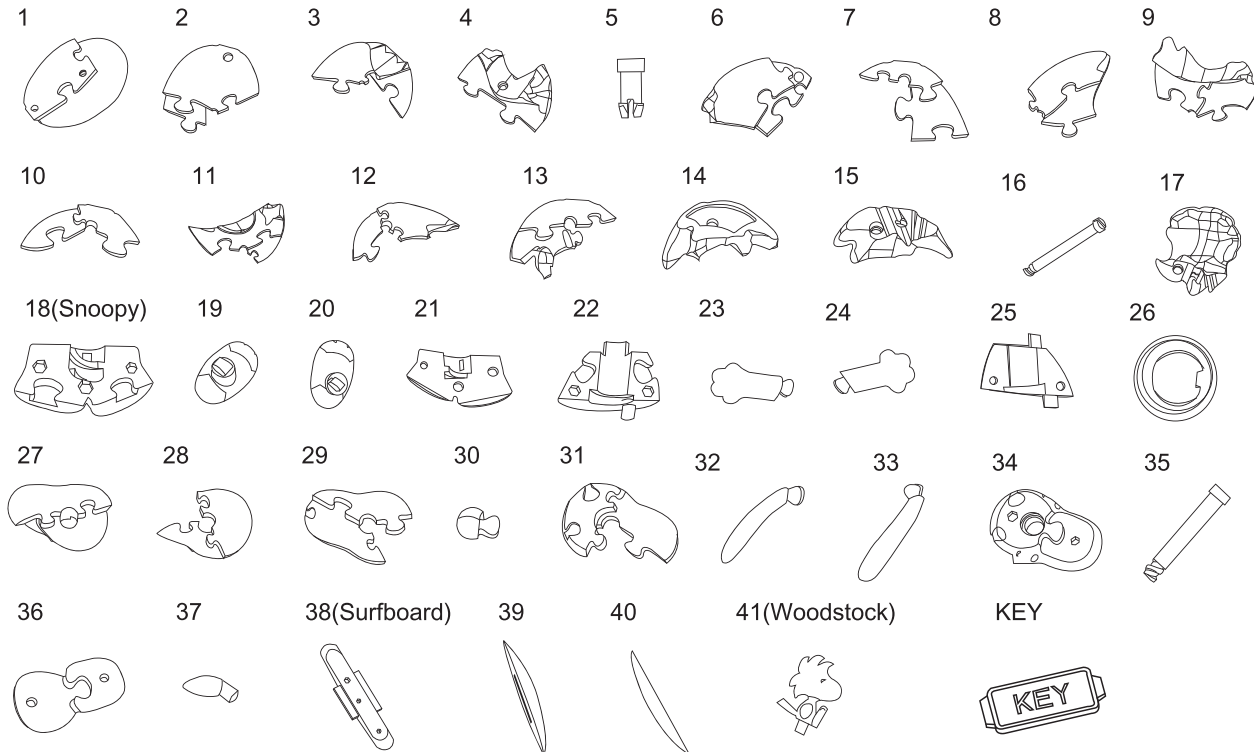 1 2 3 4 5 6 7 8 9
10 11 12 13 14 15 16 17
18(Snoopy) 19 20 21 22 23 24 25 26
27 28 29 30 31 32 33 34 35
36 37 38(Surfboard) 39 40 41(Woodstock) KEY
KEY